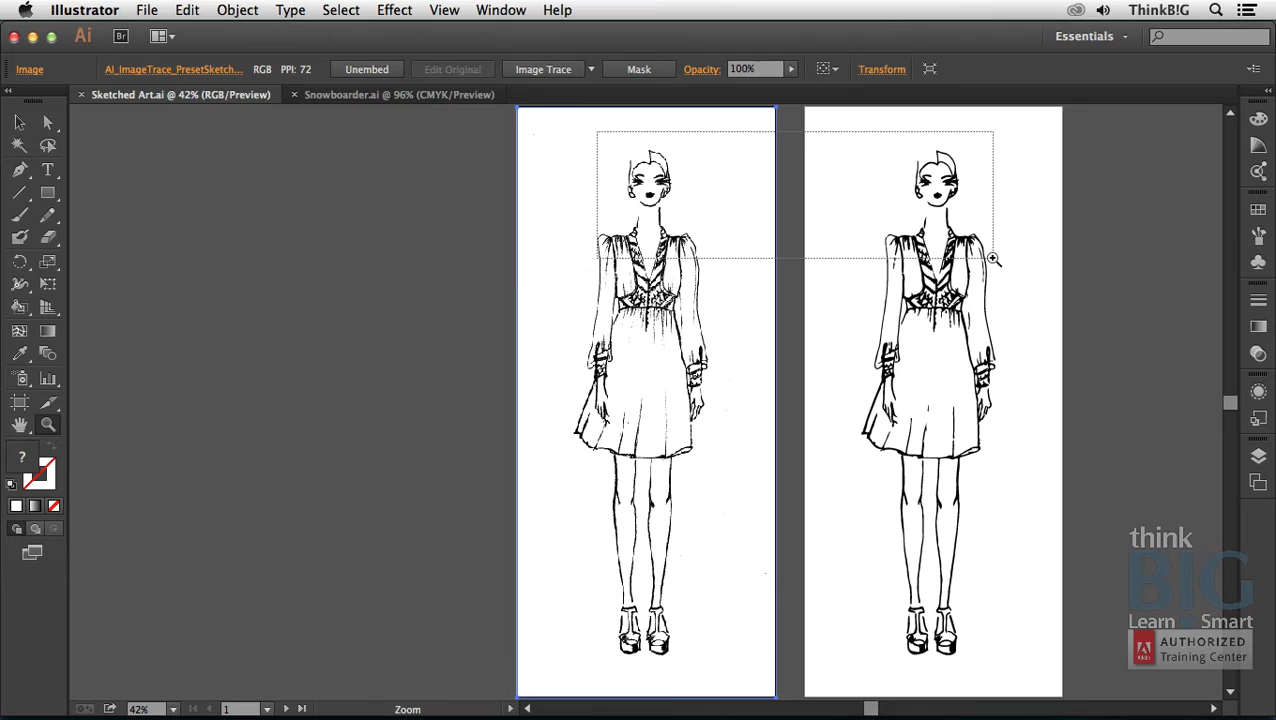 Illustrator File Edit Object Type Select Effect View Window Help ThinkB!G
Ai Br Essentials
Image AI_ImageTrace_PresetSketch... RGB PPI: 72 Unembed Edit Original Image Trace Mask Opacity: 100% Transform
× Sketched Art.ai @ 42% (RGB/Preview) × Snowboarder.ai @ 96% (CMYK/Preview)
T
?
think
BIG
Learn Smart
Adobe
AUTHORIZED
Training Center
42% 1 Zoom